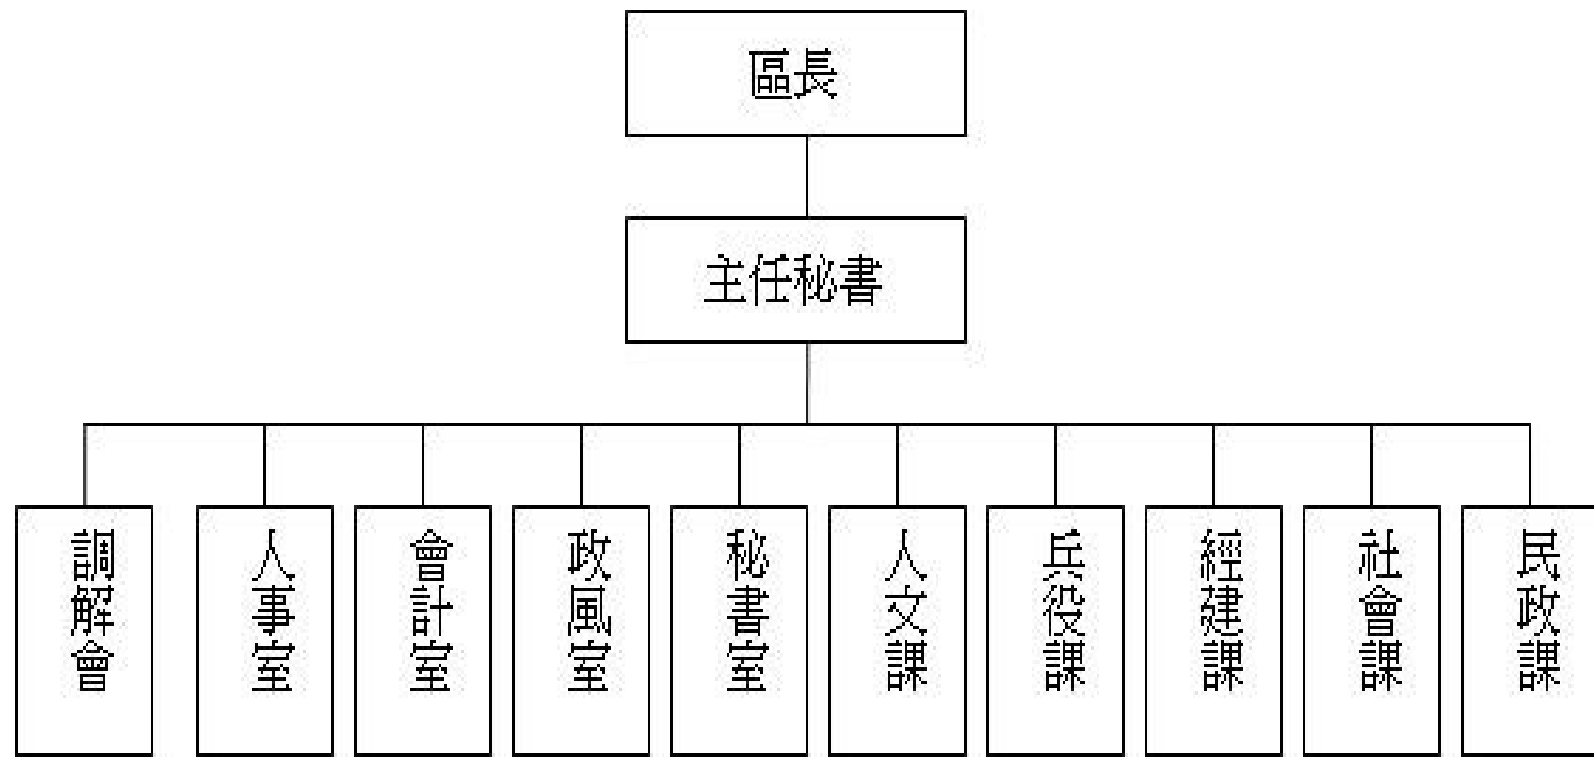 區長
主任秘書
調解會
人事室
會計室
政風室
秘書室
人文課
兵役課
經建課
社會課
民政課